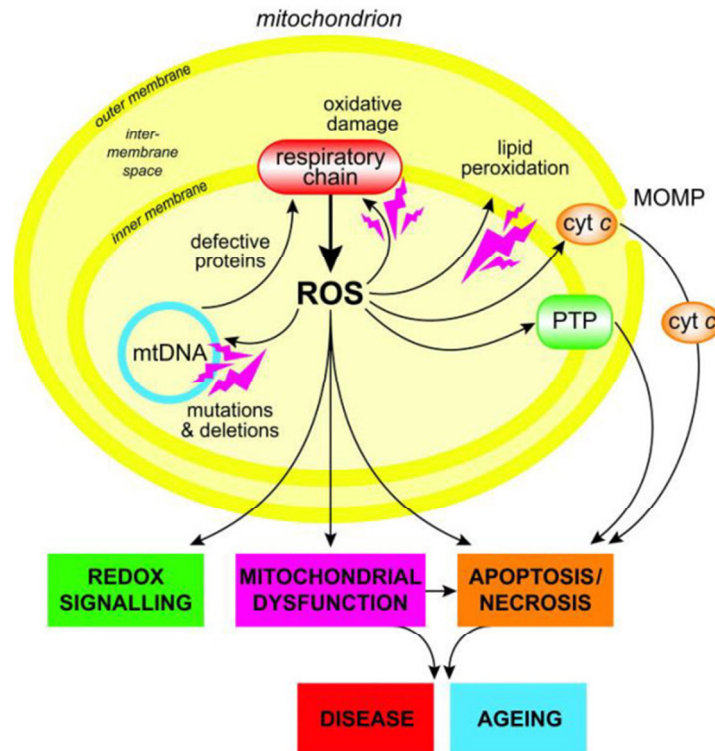 mitochondrion
outer membrane
inter-
membrane
space
inner membrane
oxidative
damage
respiratory
chain
lipid
peroxidation
cyt c
MOMP
defective
proteins
ROS
mtDNA
PTP
cyt c
mutations
& deletions
REDOX
SIGNALLING
MITOCHONDRIAL
DYSFUNCTION
APOPTOSIS/
NECROSIS
DISEASE
AGEING